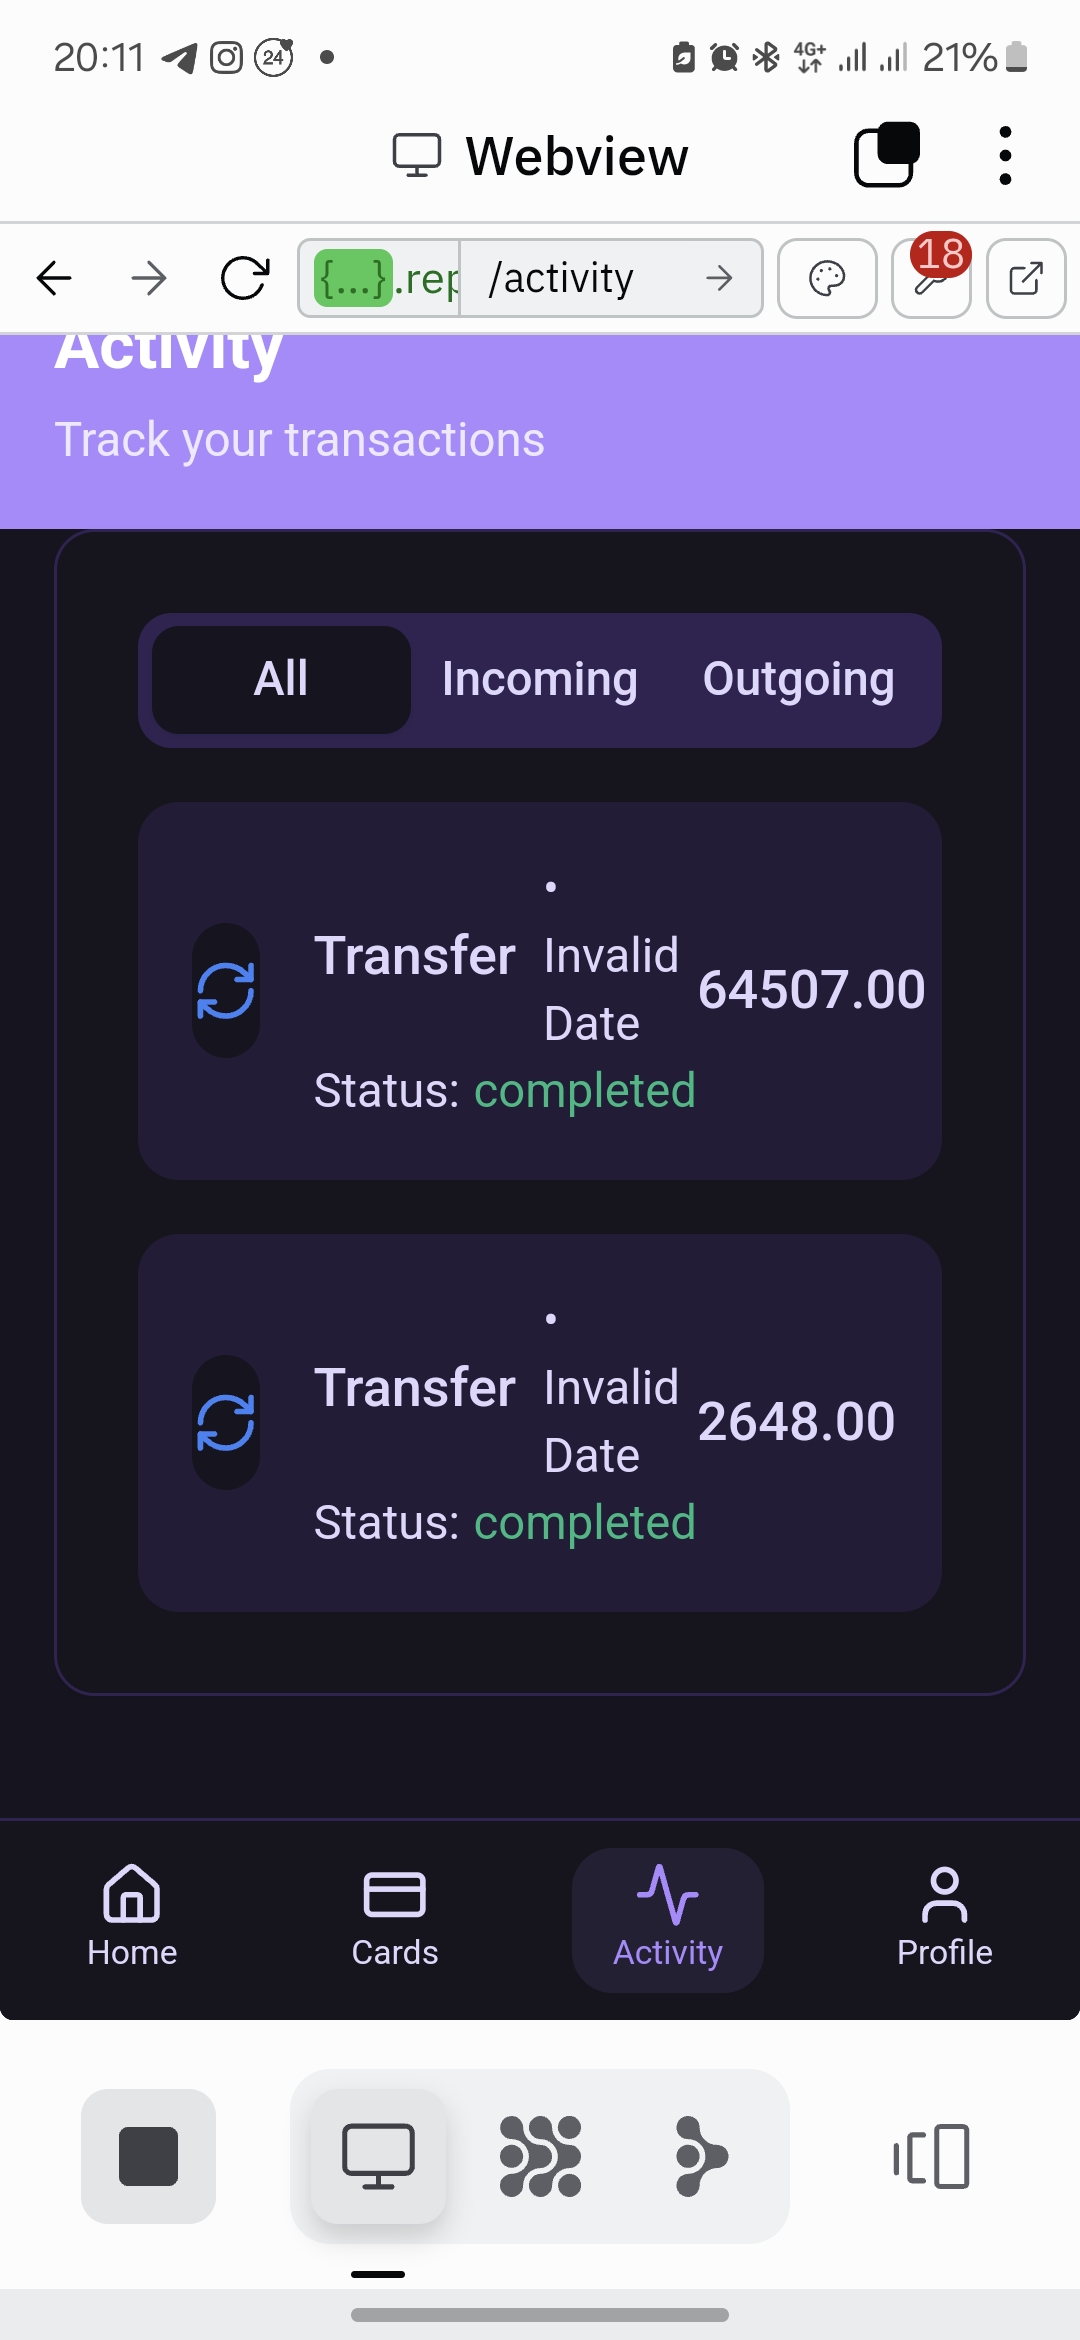 20:11
24
4G+
21%
Webview
{...}.rep
/activity
18
Activity
Track your transactions
All
Incoming
Outgoing
•
Transfer
Invalid
Date
64507.00
Status: completed
•
Transfer
Invalid
Date
2648.00
Status: completed
Home
Cards
Activity
Profile